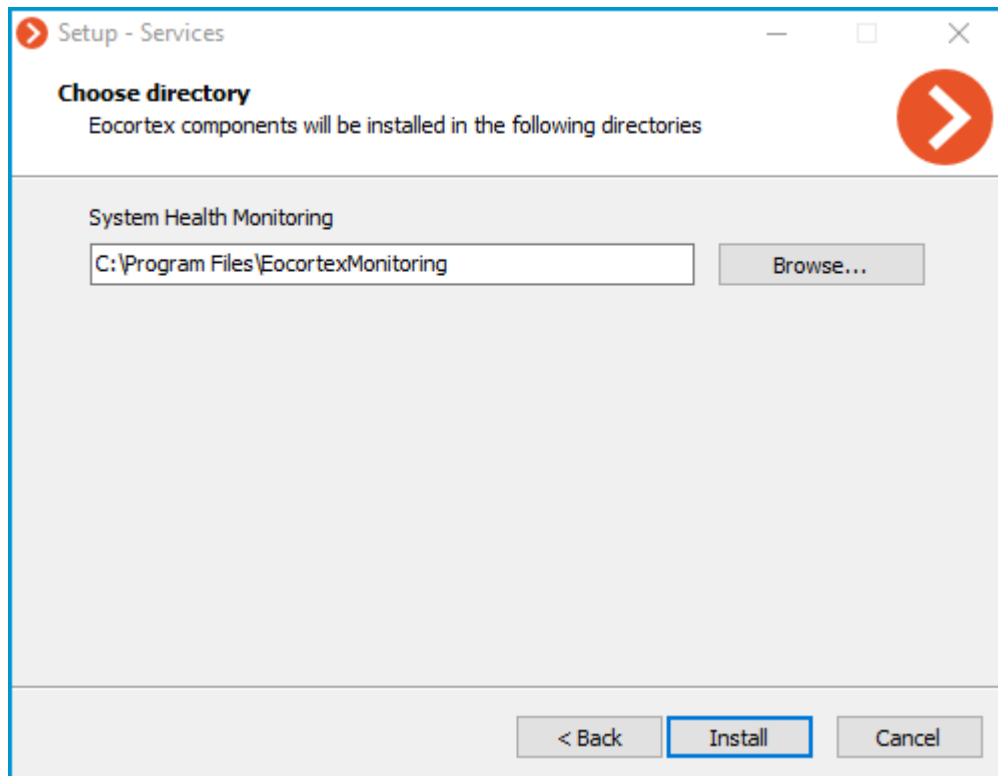 Setup - Services
Choose directory
Eocortex components will be installed in the following directories
System Health Monitoring
C:\Program Files\EocortexMonitoring
Browse...
< Back
Install
Cancel